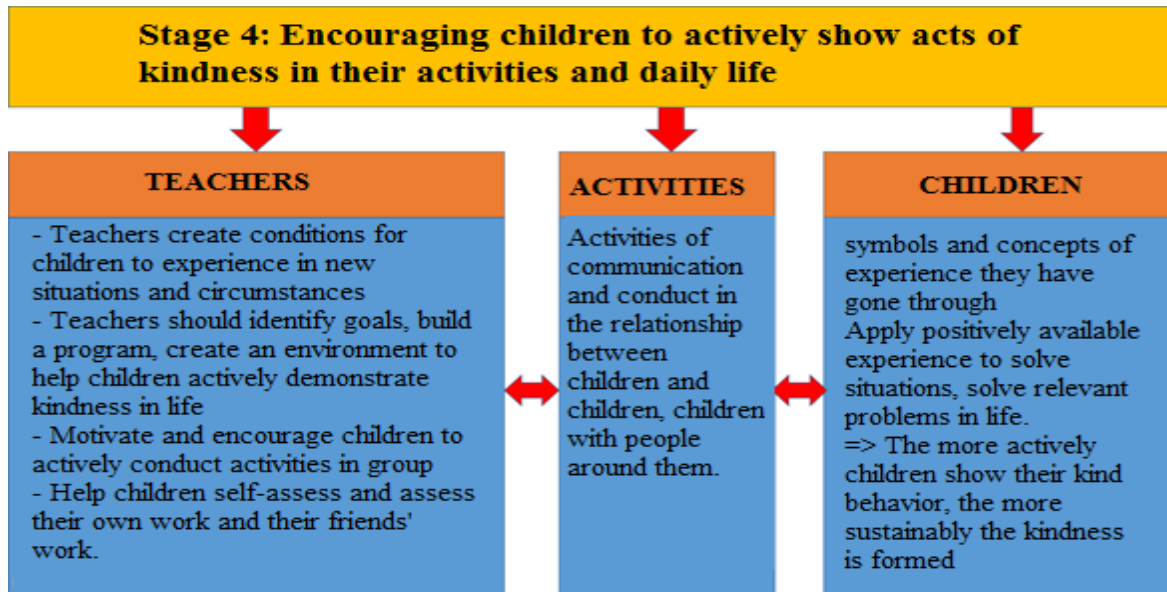 Stage 4: Encouraging children to actively show acts of
kindness in their activities and daily life
TEACHERS
- Teachers create conditions for
children to experience in new
situations and circumstances
- Teachers should identify goals, build
a program, create an environment to
help children actively demonstrate
kindness in life
- Motivate and encourage children to
actively conduct activities in group
- Help children self-assess and assess
their own work and their friends'
work.
ACTIVITIES
Activities of
communication
and conduct in
the relationship
between
children and
children, children
with people
around them.
CHILDREN
symbols and concepts of
experience they have
gone through
Apply positively available
experience to solve
situations, solve relevant
problems in life.
=> The more actively
children show their kind
behavior, the more
sustainably the kindness
is formed